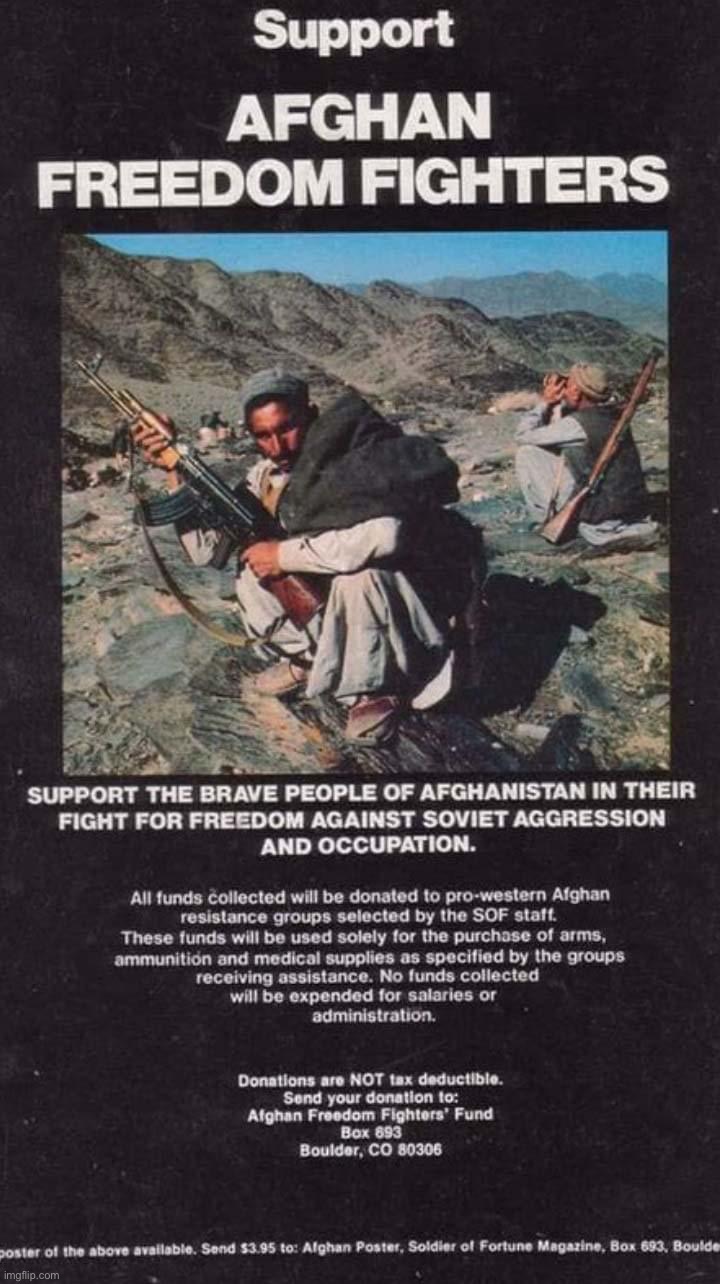 Support
AFGHAN
FREEDOM FIGHTERS
SUPPORT THE BRAVE PEOPLE OF AFGHANISTAN IN THEIR
FIGHT FOR FREEDOM AGAINST SOVIET AGGRESSION
AND OCCUPATION.
All funds collected will be donated to pro-western Afghan
resistance groups selected by the SOF staff.
These funds will be used solely for the purchase of arms,
ammunition and medical supplies as specified by the groups
receiving assistance. No funds collected
will be expended for salaries or
administration.
Donations are NOT tax deductible.
Send your donation to:
Afghan Freedom Fighters' Fund
Box 693
Boulder, CO 80306
poster of the above available. Send $3.95 to: Afghan Poster, Soldier of Fortune Magazine, Box 693, Boulde
imgflip.com